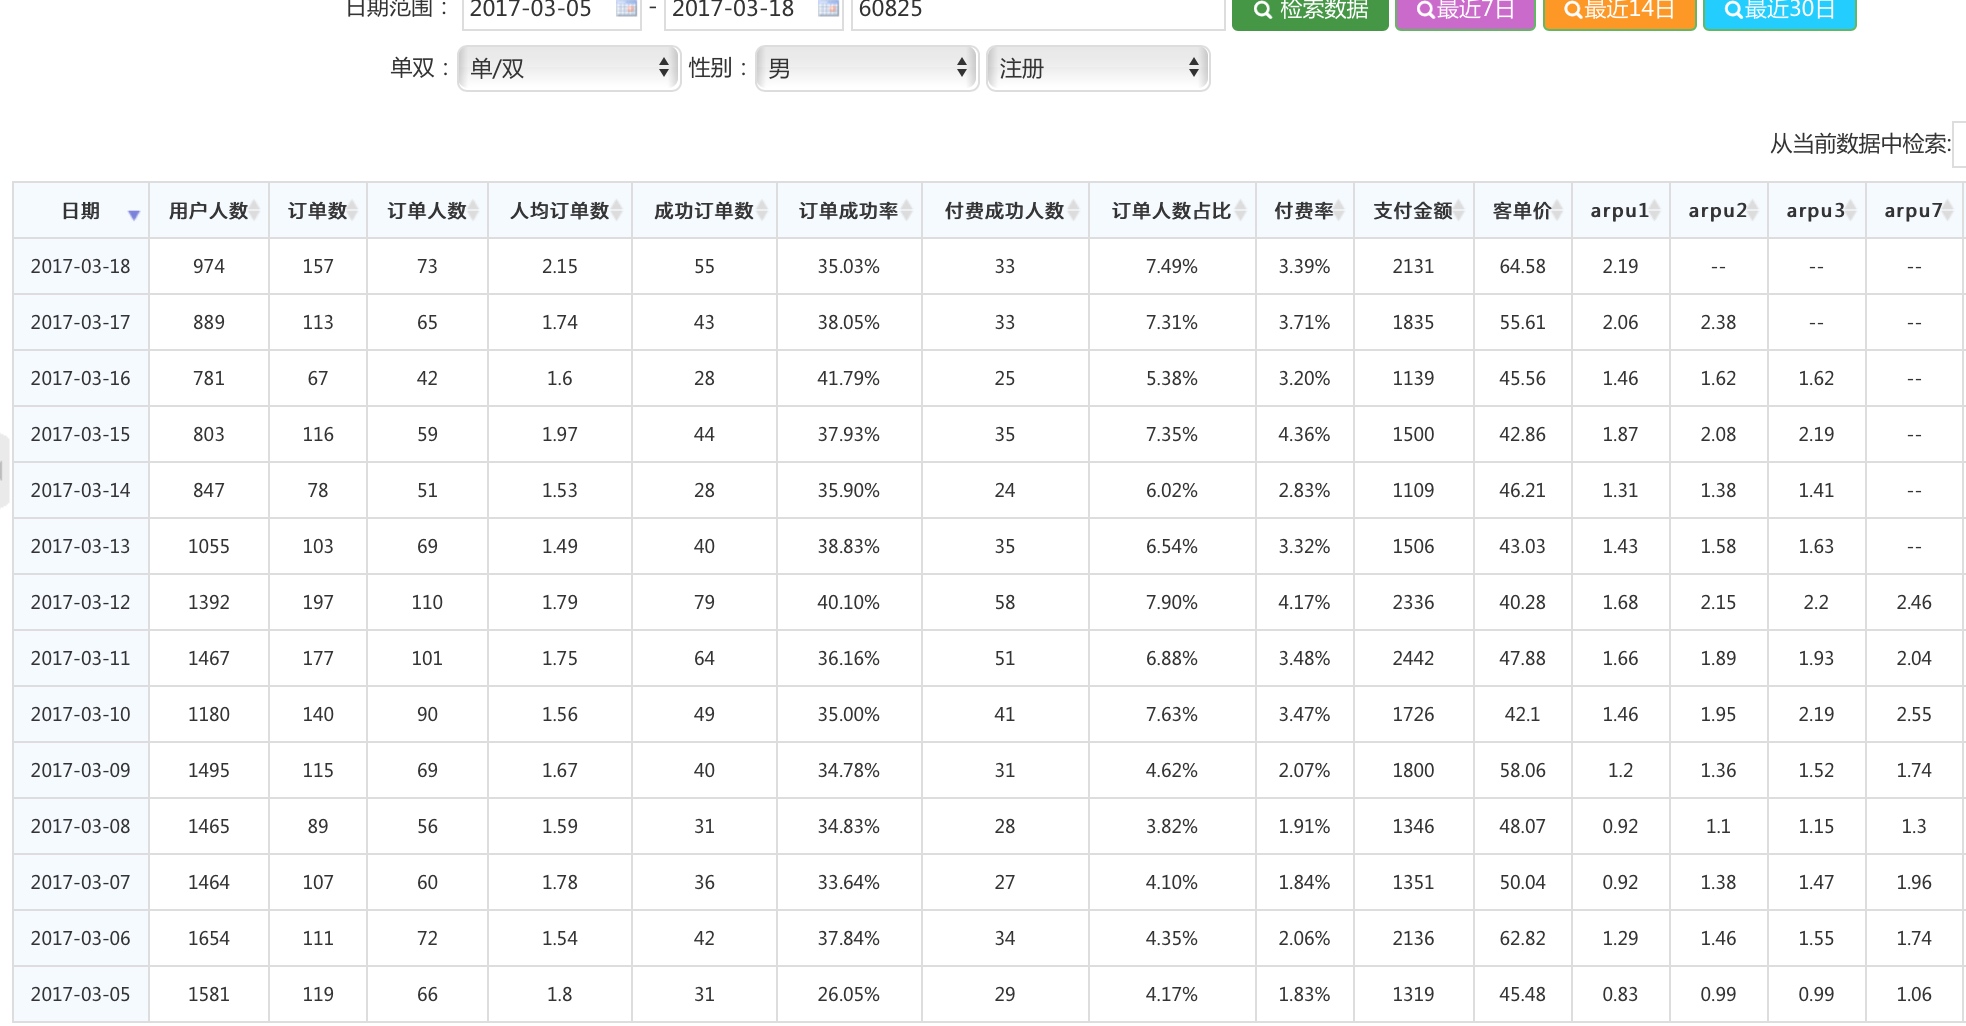 日期范围： 2017-03-05 - 2017-03-18 60825 检索数据 最近7日 最近14日 最近30日
单双： 单/双 性别： 男 注册
从当前数据中检索:
日期 用户人数 订单数 订单人数 人均订单数 成功订单数 订单成功率 付费成功人数 订单人数占比 付费率 支付金额 客单价 arpu1 arpu2 arpu3 arpu7
2017-03-18 974 157 73 2.15 55 35.03% 33 7.49% 3.39% 2131 64.58 2.19 -- -- --
2017-03-17 889 113 65 1.74 43 38.05% 33 7.31% 3.71% 1835 55.61 2.06 2.38 -- --
2017-03-16 781 67 42 1.6 28 41.79% 25 5.38% 3.20% 1139 45.56 1.46 1.62 1.62 --
2017-03-15 803 116 59 1.97 44 37.93% 35 7.35% 4.36% 1500 42.86 1.87 2.08 2.19 --
2017-03-14 847 78 51 1.53 28 35.90% 24 6.02% 2.83% 1109 46.21 1.31 1.38 1.41 --
2017-03-13 1055 103 69 1.49 40 38.83% 35 6.54% 3.32% 1506 43.03 1.43 1.58 1.63 --
2017-03-12 1392 197 110 1.79 79 40.10% 58 7.90% 4.17% 2336 40.28 1.68 2.15 2.2 2.46
2017-03-11 1467 177 101 1.75 64 36.16% 51 6.88% 3.48% 2442 47.88 1.66 1.89 1.93 2.04
2017-03-10 1180 140 90 1.56 49 35.00% 41 7.63% 3.47% 1726 42.1 1.46 1.95 2.19 2.55
2017-03-09 1495 115 69 1.67 40 34.78% 31 4.62% 2.07% 1800 58.06 1.2 1.36 1.52 1.74
2017-03-08 1465 89 56 1.59 31 34.83% 28 3.82% 1.91% 1346 48.07 0.92 1.1 1.15 1.3
2017-03-07 1464 107 60 1.78 36 33.64% 27 4.10% 1.84% 1351 50.04 0.92 1.38 1.47 1.96
2017-03-06 1654 111 72 1.54 42 37.84% 34 4.35% 2.06% 2136 62.82 1.29 1.46 1.55 1.74
2017-03-05 1581 119 66 1.8 31 26.05% 29 4.17% 1.83% 1319 45.48 0.83 0.99 0.99 1.06